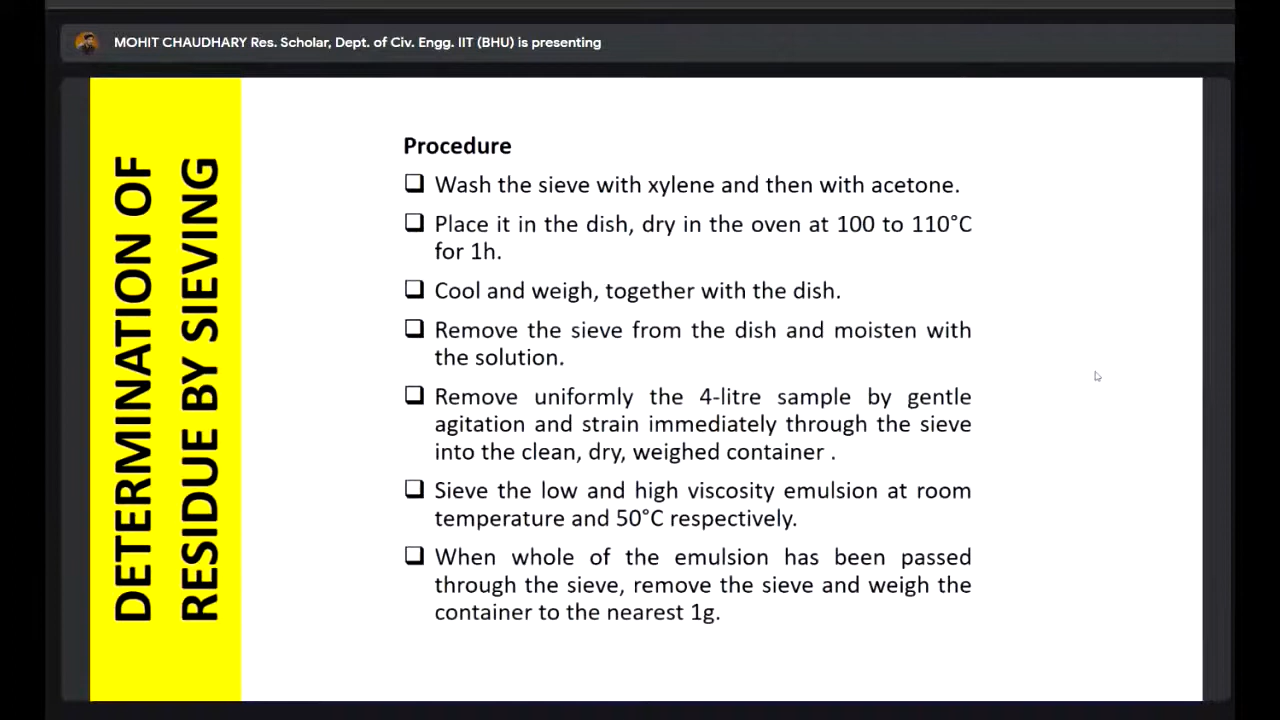 MOHIT CHAUDHARY Res. Scholar, Dept. of Civ. Engg. IIT (BHU) is presenting
DETERMINATION OF
RESIDUE BY SIEVING
Procedure
❑ Wash the sieve with xylene and then with acetone.
❑ Place it in the dish, dry in the oven at 100 to 110°C
for 1h.
❑ Cool and weigh, together with the dish.
❑ Remove the sieve from the dish and moisten with
the solution.
❑ Remove uniformly the 4-litre sample by gentle
agitation and strain immediately through the sieve
into the clean, dry, weighed container .
❑ Sieve the low and high viscosity emulsion at room
temperature and 50°C respectively.
❑ When whole of the emulsion has been passed
through the sieve, remove the sieve and weigh the
container to the nearest 1g.